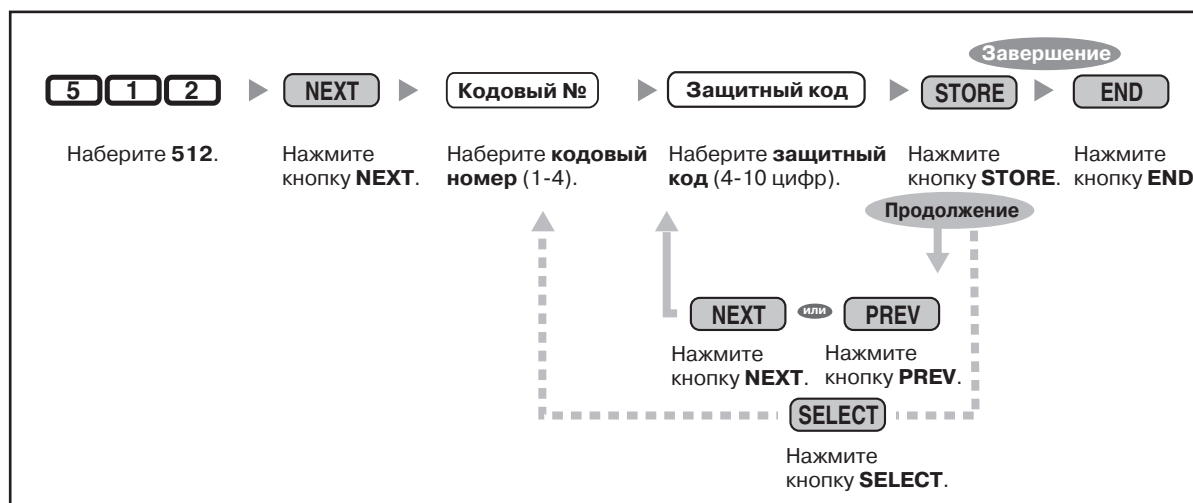 Завершение
5 1 2 NEXT Кодовый № Защитный код STORE END
Наберите 512.
Нажмите
кнопку NEXT.
Наберите кодовый
номер (1-4).
Наберите защитный
код (4-10 цифр).
Нажмите
кнопку STORE.
Нажмите
кнопку END
Продолжение
NEXT или PREV
Нажмите
кнопку NEXT.
Нажмите
кнопку PREV.
SELECT
Нажмите
кнопку SELECT.